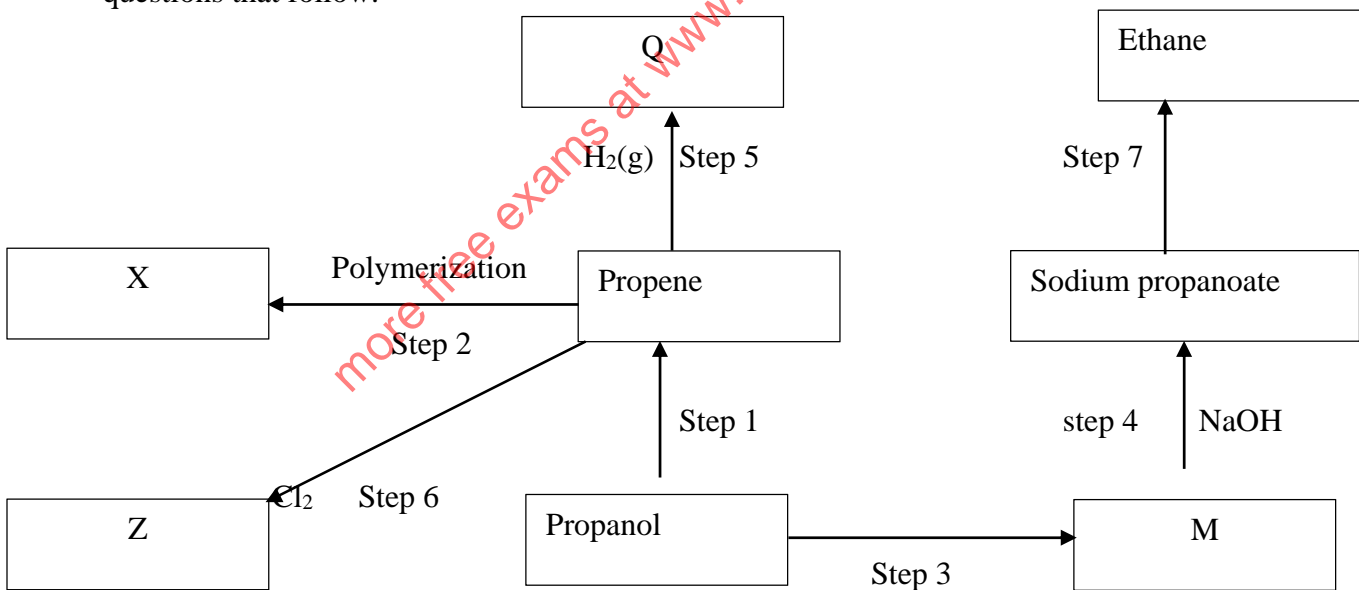 questions that follow.
Q
Ethane
H₂(g) Step 5
Step 7
X
Polymerization
Propene
Sodium propanoate
Step 2
Step 1
step 4 NaOH
Cl₂ Step 6
Z
Propanol
M
Step 3
more free exams at www.